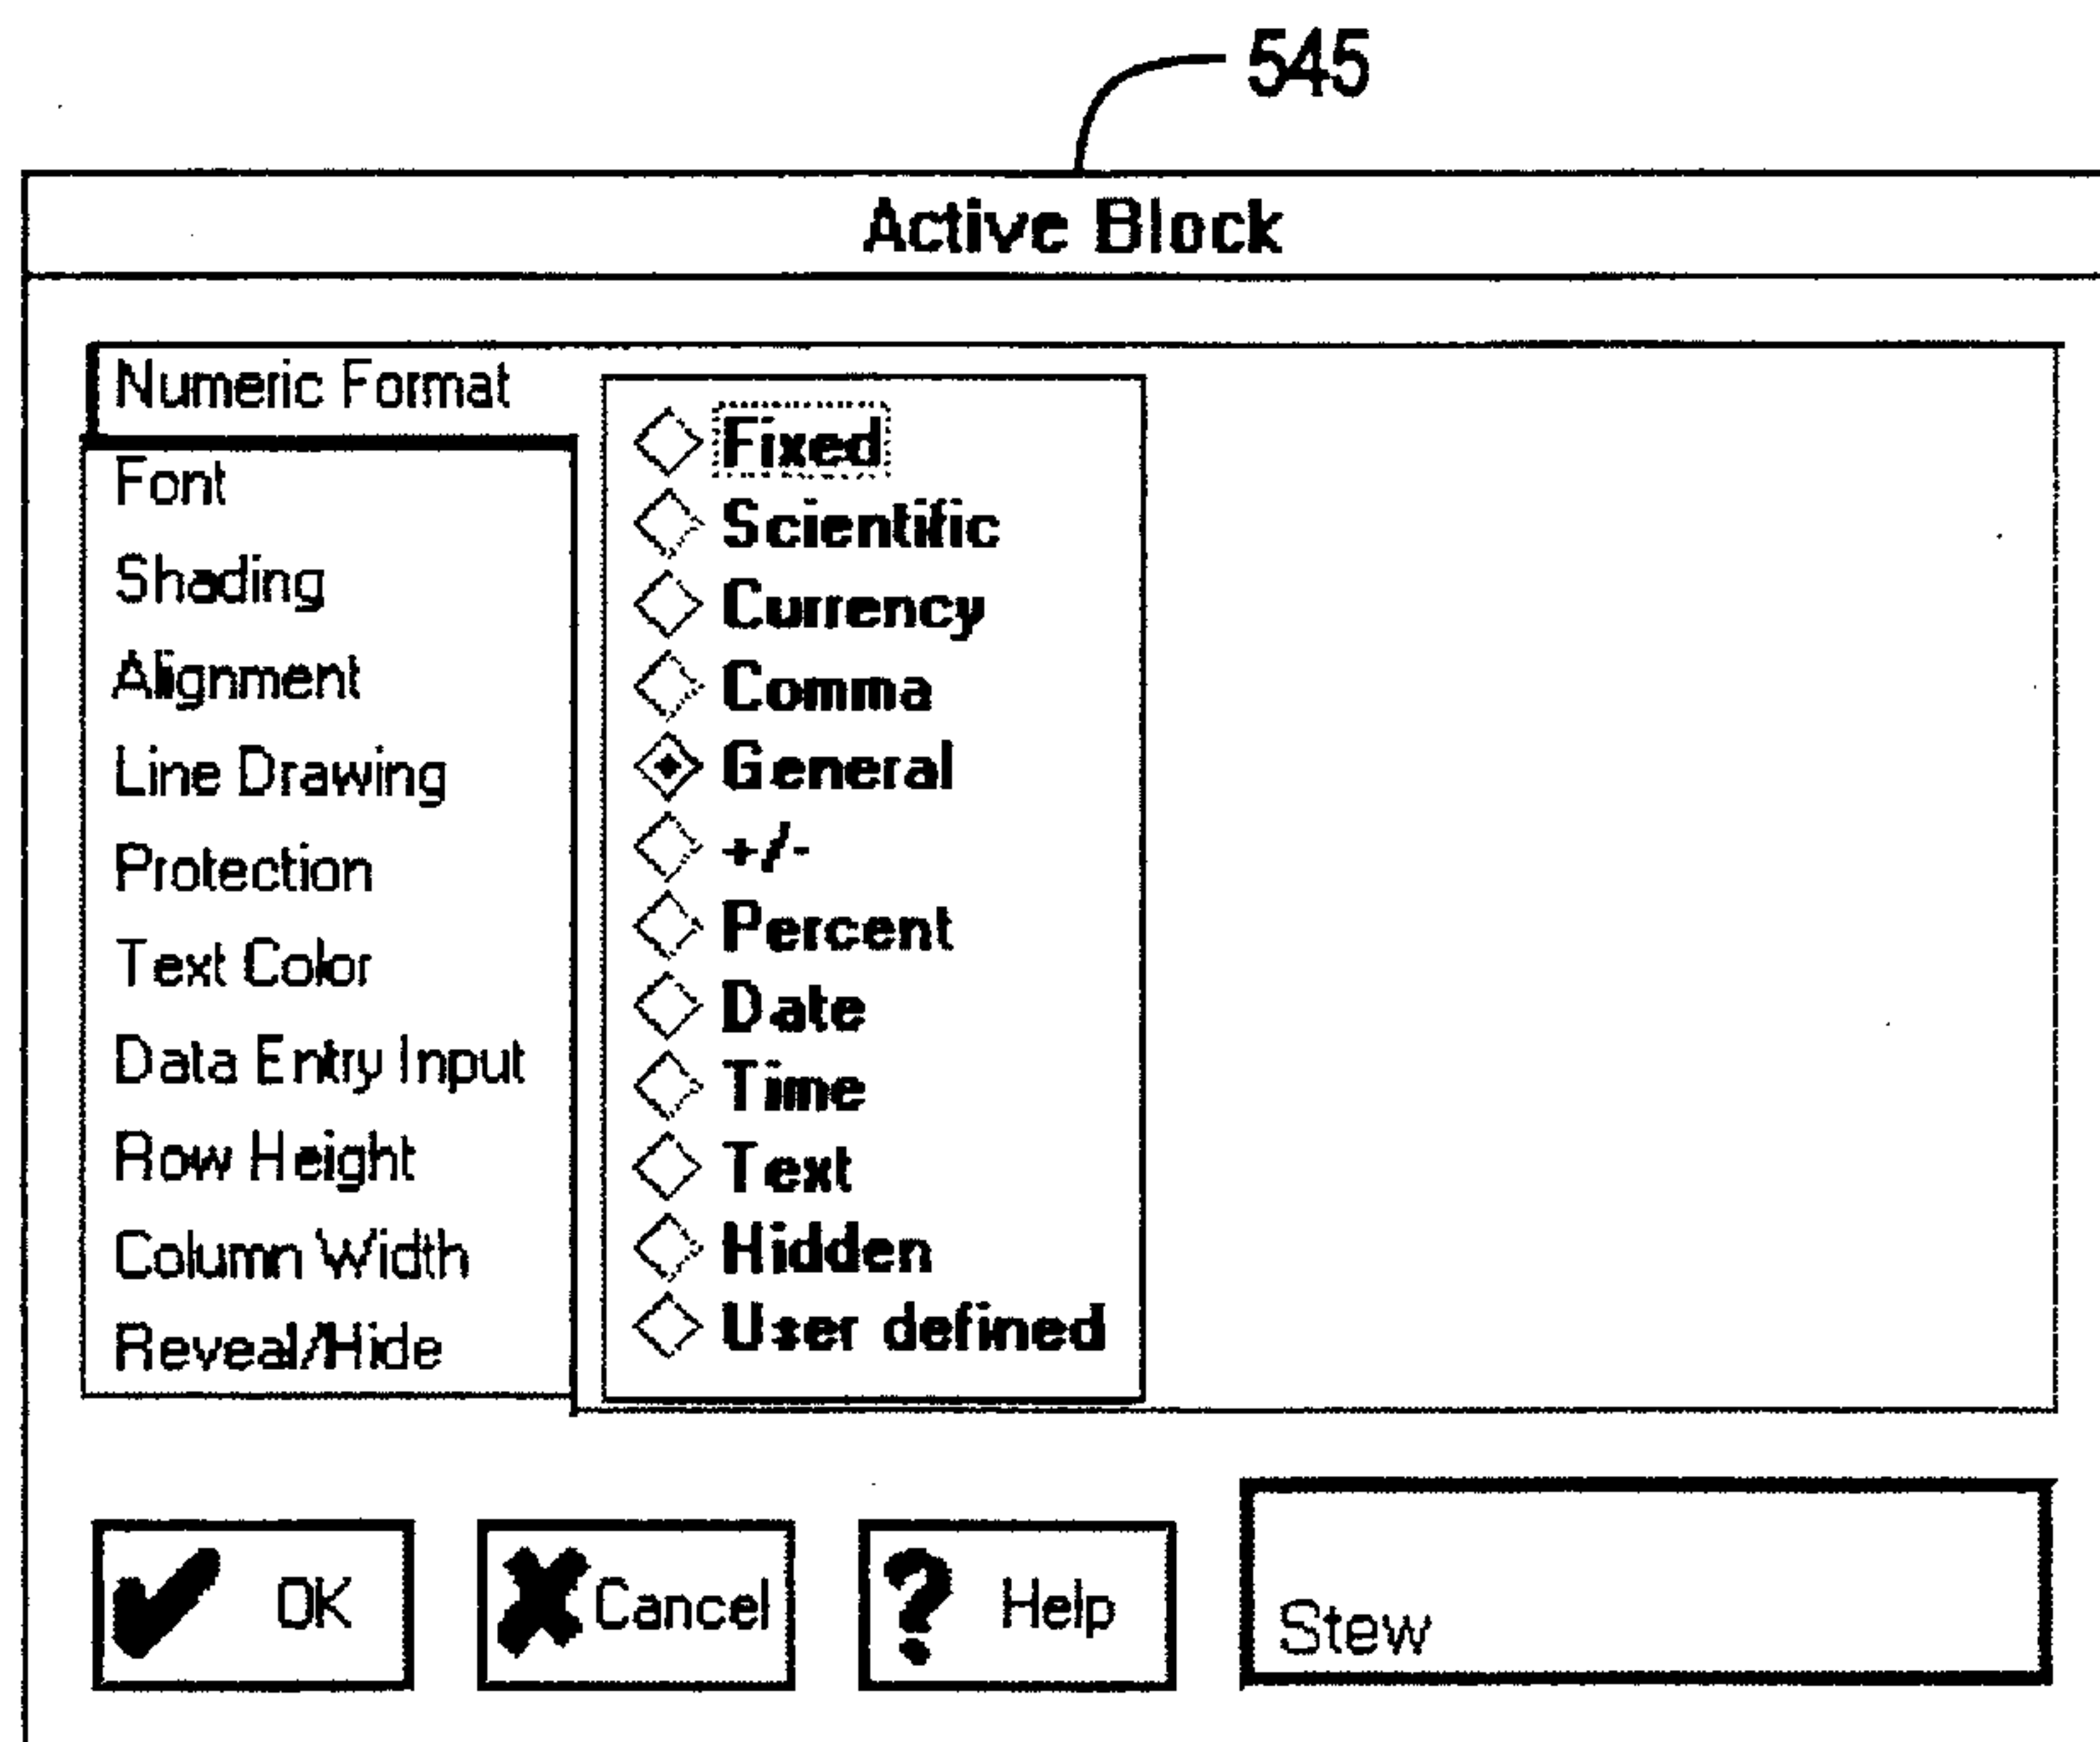 545
Active Block
Numeric Format
Font
Shading
Alignment
Line Drawing
Protection
Text Color
Data Entry Input
Row Height
Column Width
Reveal/Hide
Fixed
Scientific
Currency
Comma
General
+/-
Percent
Date
Time
Text
Hidden
User defined
OK
Cancel
Help
Stew